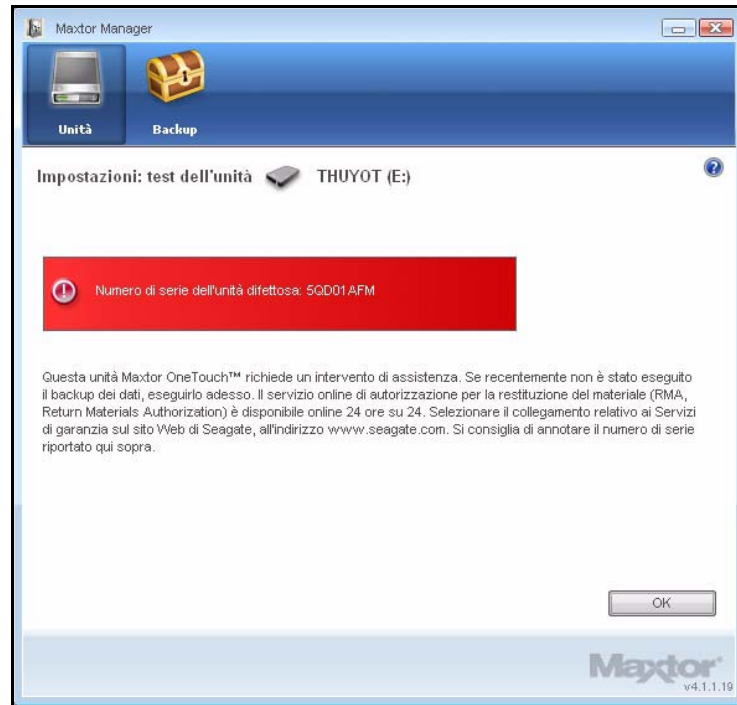 Maxtor Manager
Unità Backup
Impostazioni: test dell'unità THUYOT (E:)
Numero di serie dell'unità difettosa: 5QD01AFM
Questa unità Maxtor OneTouch™ richiede un intervento di assistenza. Se recentemente non è stato eseguito
il backup dei dati, eseguirlo adesso. Il servizio online di autorizzazione per la restituzione del materiale (RMA,
Return Materials Authorization) è disponibile online 24 ore su 24. Selezionare il collegamento relativo ai Servizi
di garanzia sul sito Web di Seagate, all'indirizzo www.seagate.com. Si consiglia di annotare il numero di serie
riportato qui sopra.
OK
Maxtor
v4.1.1.19